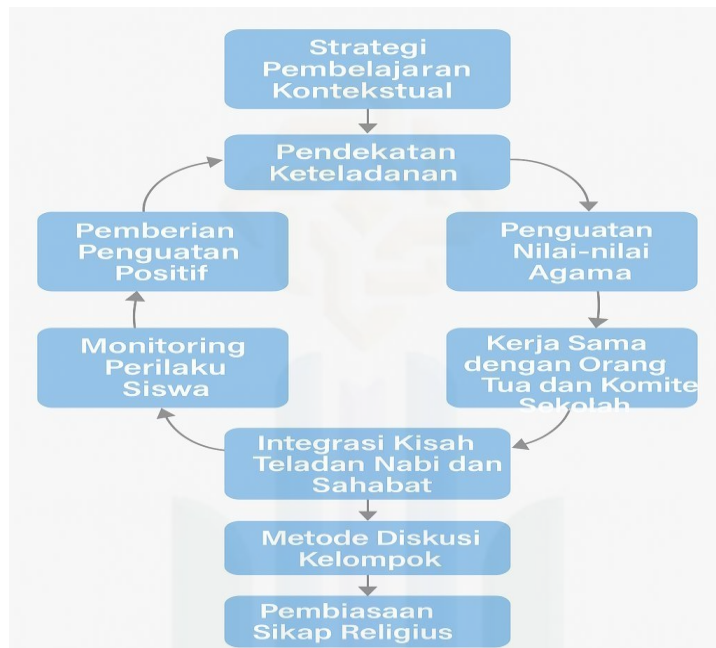 Strategi
Pembelajaran
Kontekstual
Pendekatan
Keteladanan
Pemberian
Penguatan
Positif
Penguatan
Nilai-nilai
Agama
Monitoring
Perilaku
Siswa
Kerja Sama
dengan Orang
Tua dan Komite
Sekolah
Integrasi Kisah
Teladan Nabi dan
Sahabat
Metode Diskusi
Kelompok
Pembiasaan
Sikap Religius